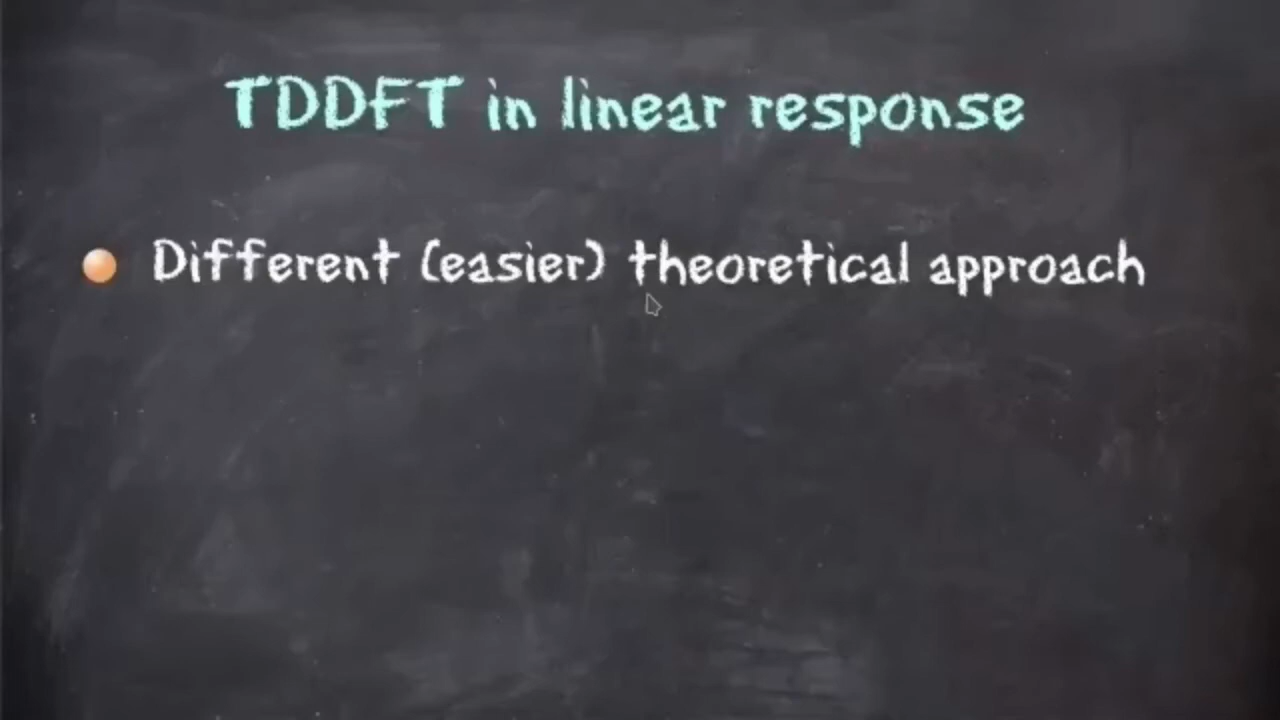 TDDFT in linear response
Different (easier) theoretical approach